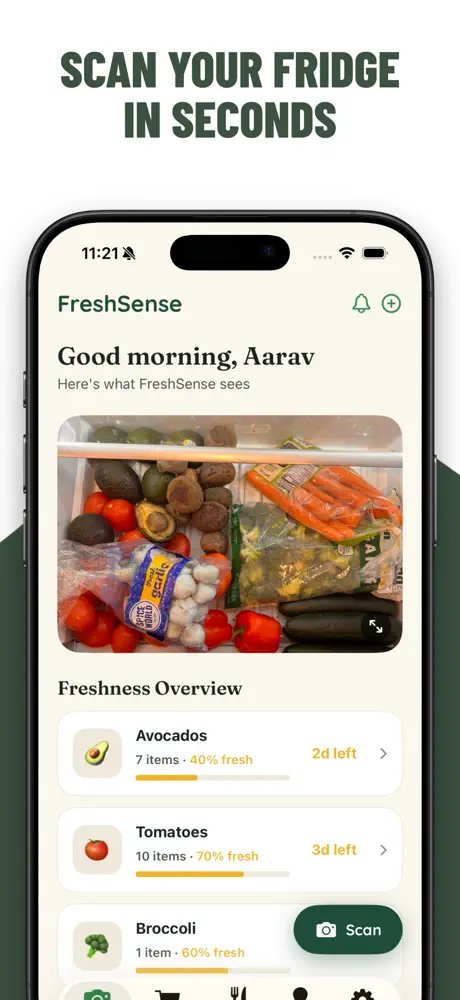 SCAN YOUR FRIDGE
IN SECONDS
11:21
FreshSense
Good morning, Aarav
Here's what FreshSense sees
fresh
garlic
SPICE
WORLD
Freshness Overview
Avocados
7 items · 40% fresh
2d left
Tomatoes
10 items · 70% fresh
3d left
Broccoli
1 item · 60% fresh
Scan